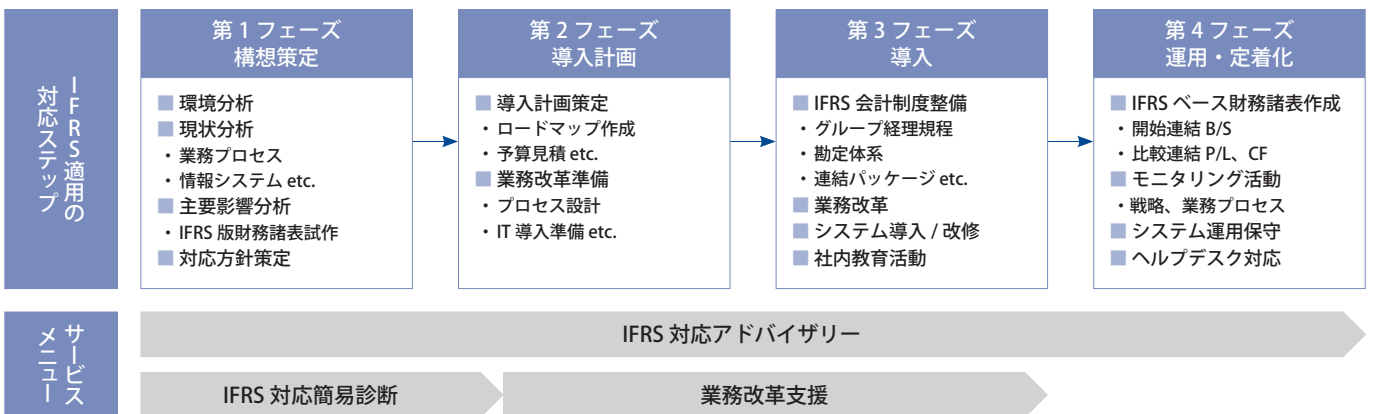 IFRS適用の
対応ステップ
第1フェーズ
構想策定
■ 環境分析
■ 現状分析
・業務プロセス
・情報システム etc.
■ 主要影響分析
・IFRS 版財務諸表試作
■ 対応方針策定
第2フェーズ
導入計画
■ 導入計画策定
・ロードマップ作成
・予算見積 etc.
■ 業務改革準備
・プロセス設計
・IT 導入準備 etc.
第3フェーズ
導入
■ IFRS 会計制度整備
・グループ経理規程
・勘定体系
・連結パッケージ etc.
■ 業務改革
■ システム導入 / 改修
■ 社内教育活動
第4フェーズ
運用・定着化
■ IFRS ベース財務諸表作成
・開始連結 B/S
・比較連結 P/L、CF
■ モニタリング活動
・戦略、業務プロセス
■ システム運用保守
■ ヘルプデスク対応
サービス
メニュー
IFRS 対応アドバイザリー
IFRS 対応簡易診断
業務改革支援